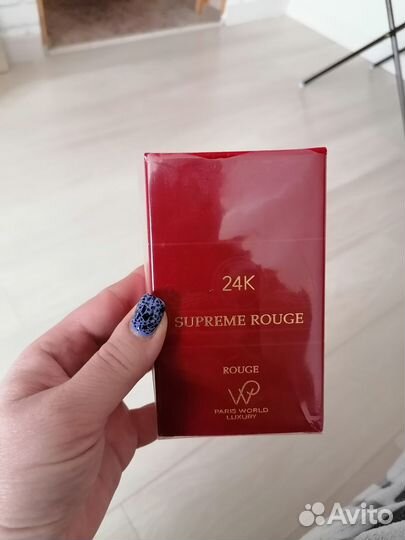 24K
SUPREME ROUGE
ROUGE
WP
PARIS WORLD
LUXURY
Avito